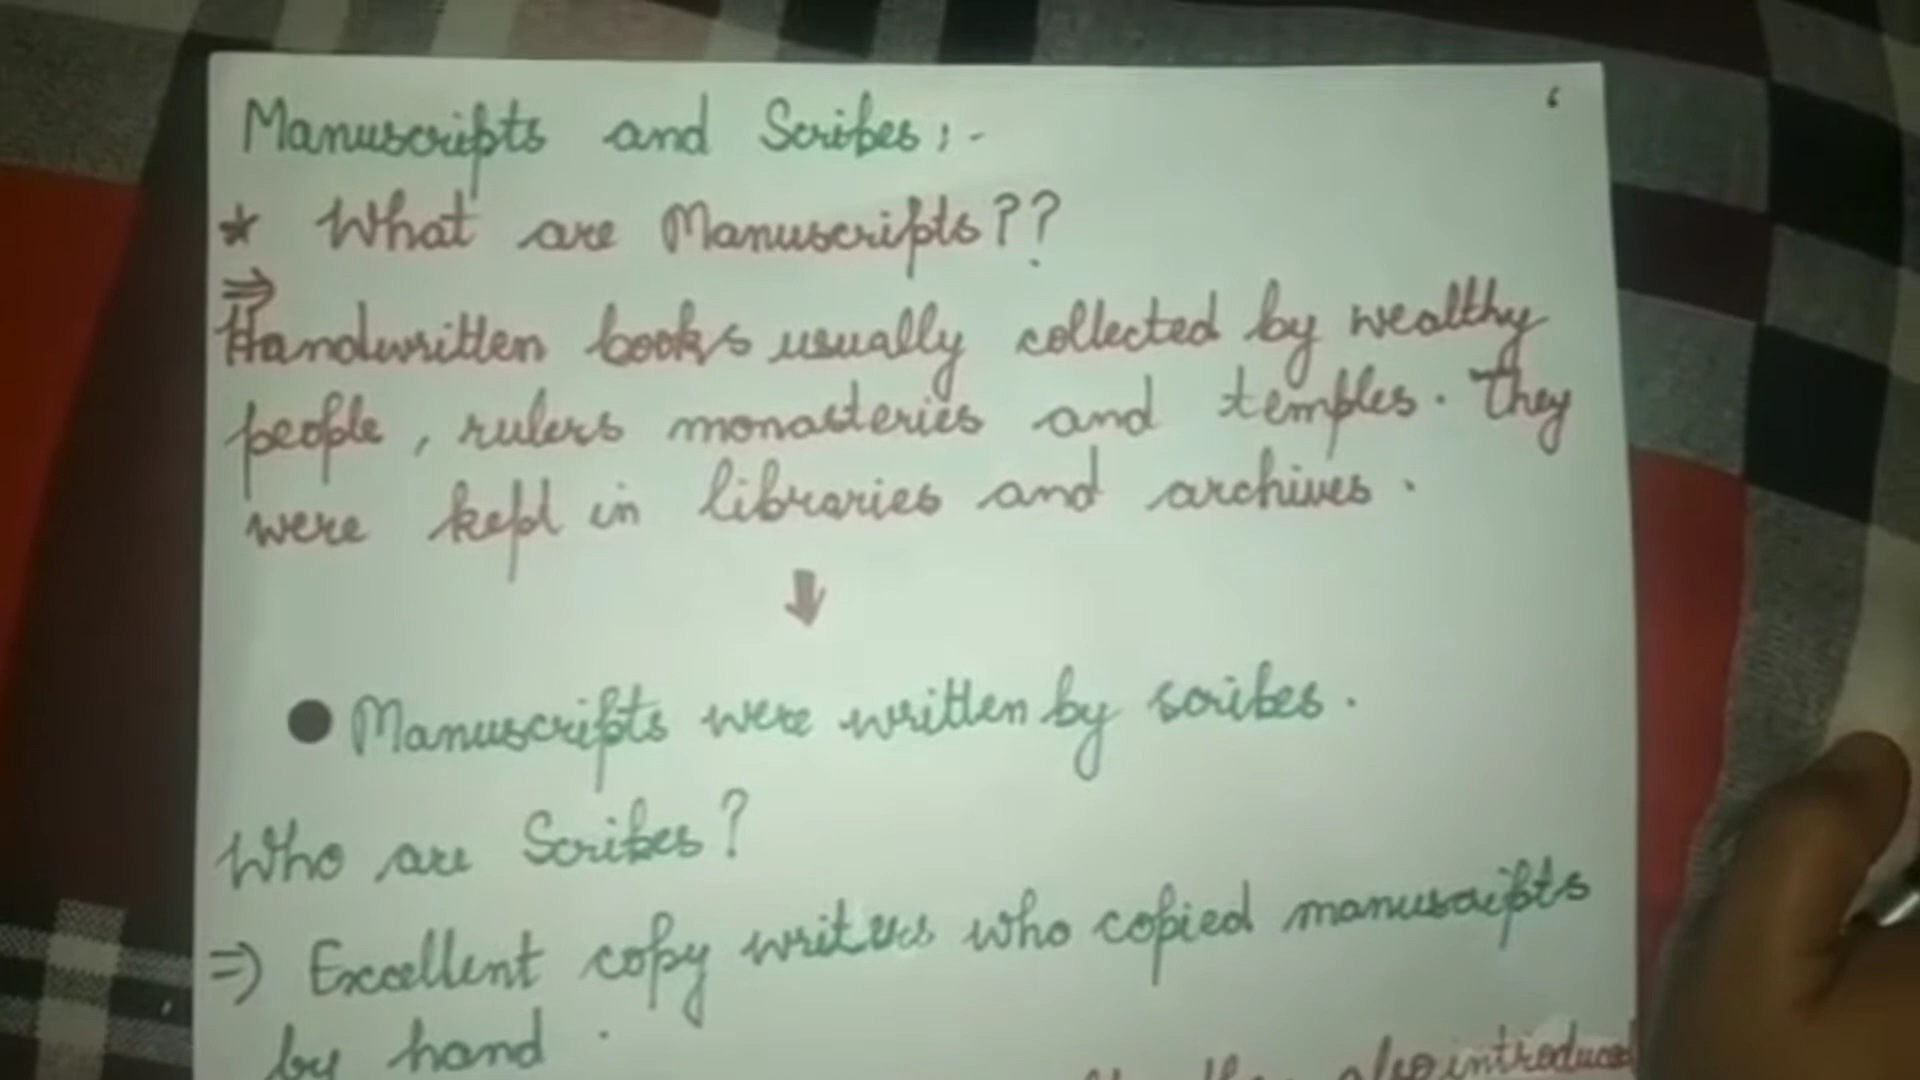 Manuscripts and Scribes :-
* What are Manuscripts??
⇒
Handwritten books usually collected by wealthy
people, rulers monasteries and temples. They
were kept in libraries and archives.
↓
● Manuscripts were written by scribes.
Who are Scribes?
⇒ Excellent copy writers who copied manuscripts
by hand.
also introduced